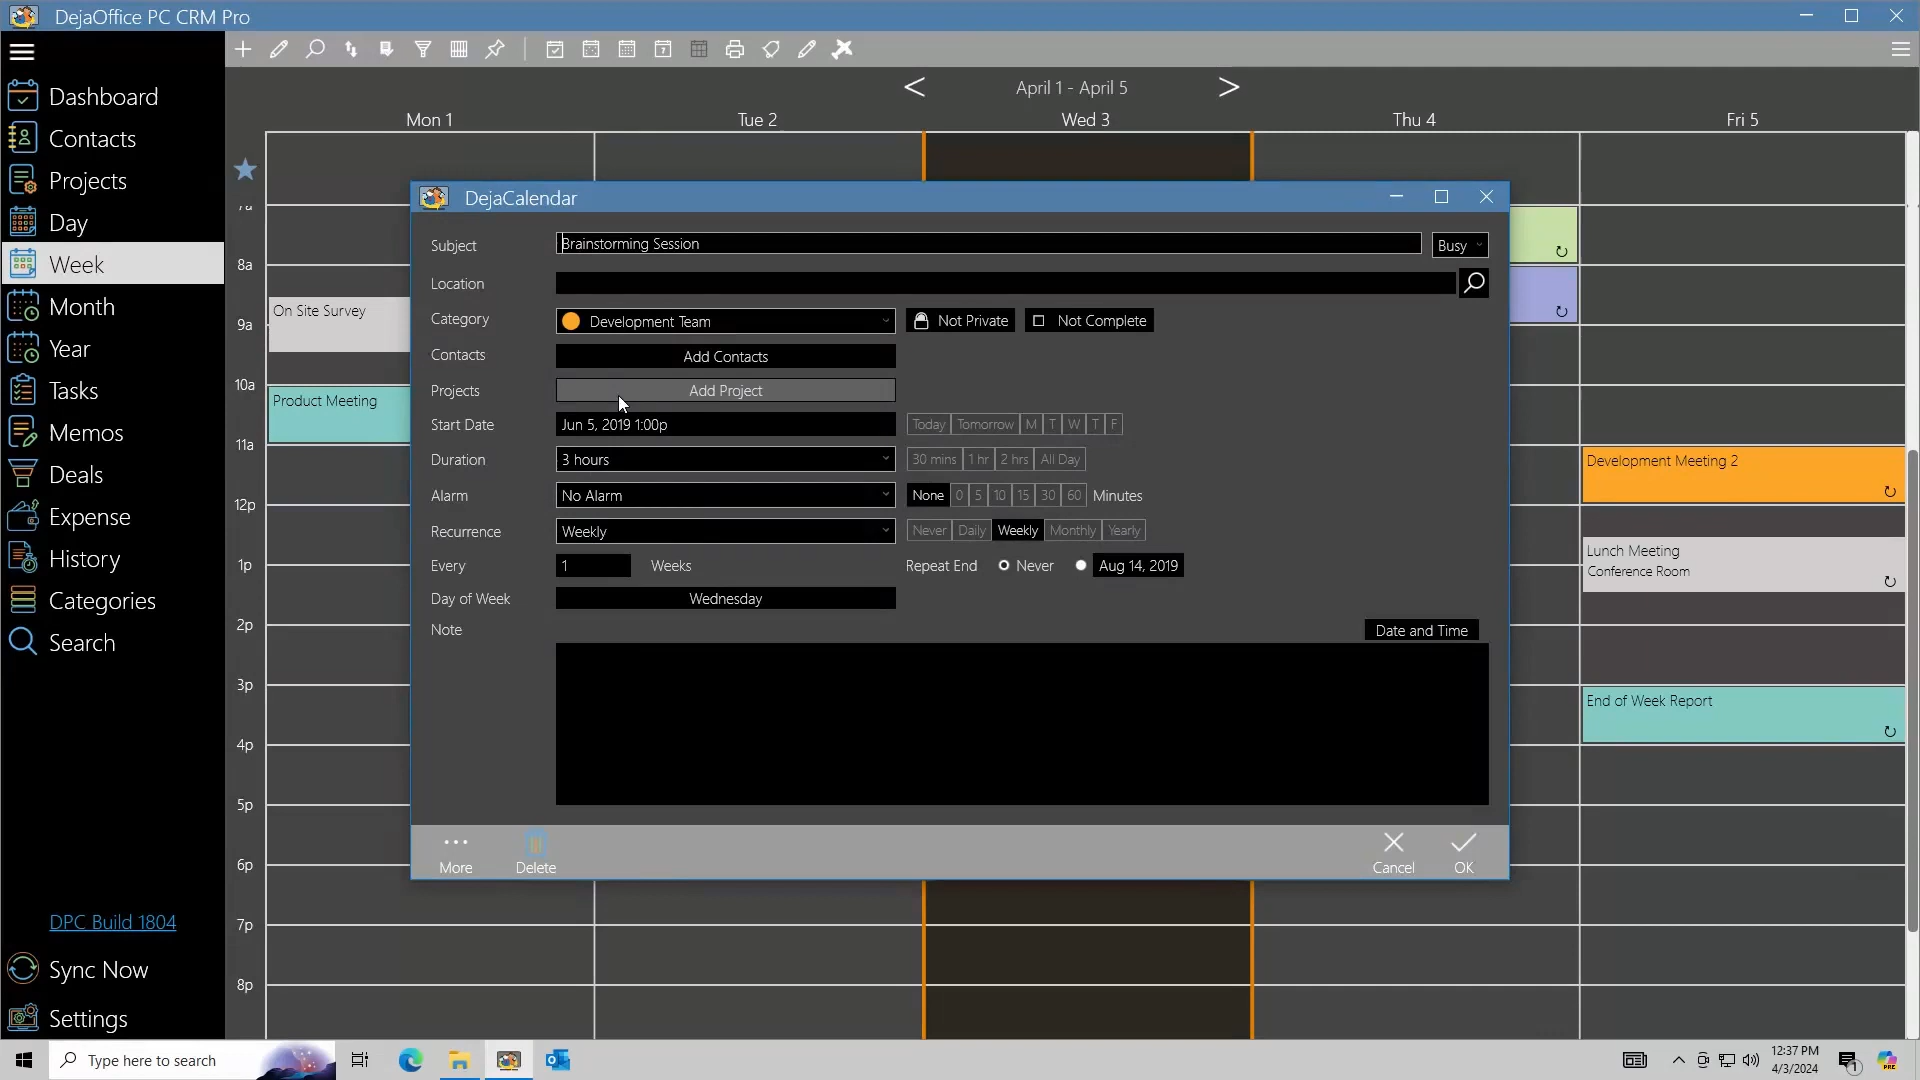 DejaOffice PC CRM Pro
April 1 - April 5
Mon 1
Tue 2
Wed 3
Thu 4
Fri 5
Dashboard
Contacts
Projects
Day
Week
Month
Year
Tasks
Memos
Deals
Expense
History
Categories
Search
DPC Build 1804
Sync Now
Settings
7a
8a
9a
10a
11a
12p
1p
2p
3p
4p
5p
6p
7p
8p
On Site Survey
Product Meeting
DejaCalendar
Subject
Brainstorming Session
Busy
Location
Category
Development Team
Not Private
Not Complete
Contacts
Add Contacts
Projects
Add Project
Start Date
Jun 5, 2019 1:00p
Today Tomorrow M T W T F
Duration
3 hours
30 mins 1 hr 2 hrs All Day
Alarm
No Alarm
None 0 5 10 15 30 60 Minutes
Recurrence
Weekly
Never Daily Weekly Monthly Yearly
Every
1
Weeks
Repeat End
Never
Aug 14, 2019
Day of Week
Wednesday
Note
Date and Time
More
Delete
Cancel
OK
Development Meeting 2
Lunch Meeting
Conference Room
End of Week Report
Type here to search
12:37 PM
4/3/2024
1
PRE